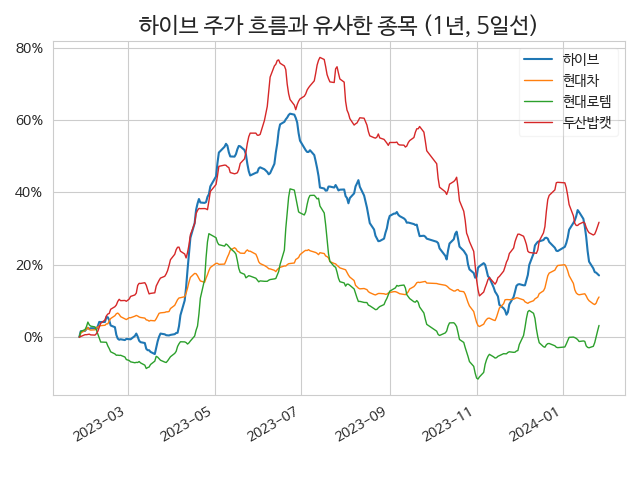 하이브 주가 흐름과 유사한 종목 (1년, 5일선)
80%
60%
40%
20%
0%
하이브
현대차
현대로템
두산밥캣
2023-03
2023-05
2023-07
2023-09
2023-11
2024-01